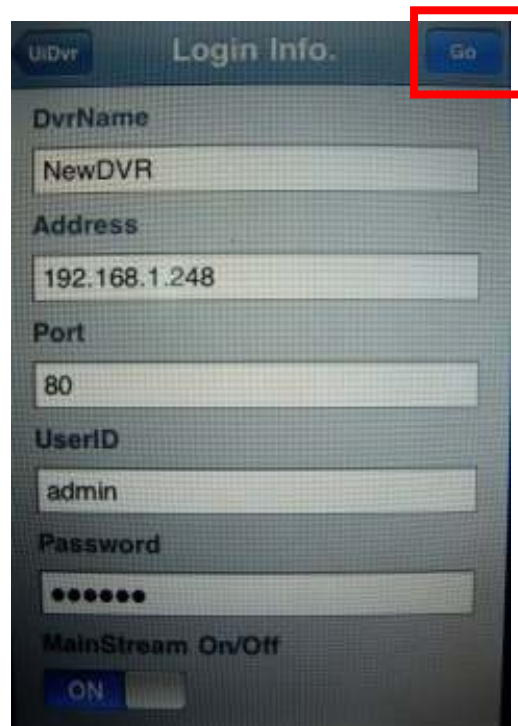 UiDvr Login Info. Go
DvrName
NewDVR
Address
192.168.1.248
Port
80
UserID
admin
Password
●●●●●●
MainStream On/Off
ON